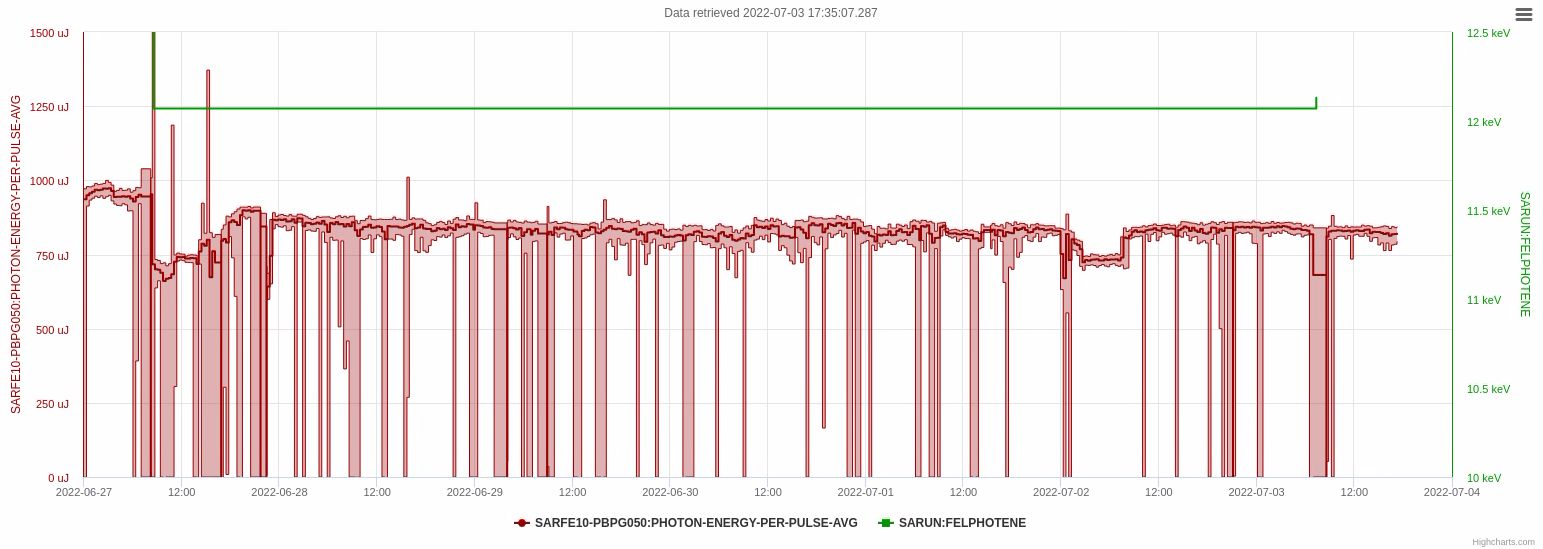 Data retrieved 2022-07-03 17:35:07.287
1500 uJ
1250 uJ
1000 uJ
750 uJ
500 uJ
250 uJ
0 uJ
SARFE10-PBPG050:PHOTON-ENERGY-PER-PULSE-AVG
12.5 keV
12 keV
11.5 keV
11 keV
10.5 keV
10 keV
SARUN:FELPHOTENE
2022-06-27 12:00 2022-06-28 12:00 2022-06-29 12:00 2022-06-30 12:00 2022-07-01 12:00 2022-07-02 12:00 2022-07-03 12:00 2022-07-04
SARFE10-PBPG050:PHOTON-ENERGY-PER-PULSE-AVG SARUN:FELPHOTENE
Highcharts.com